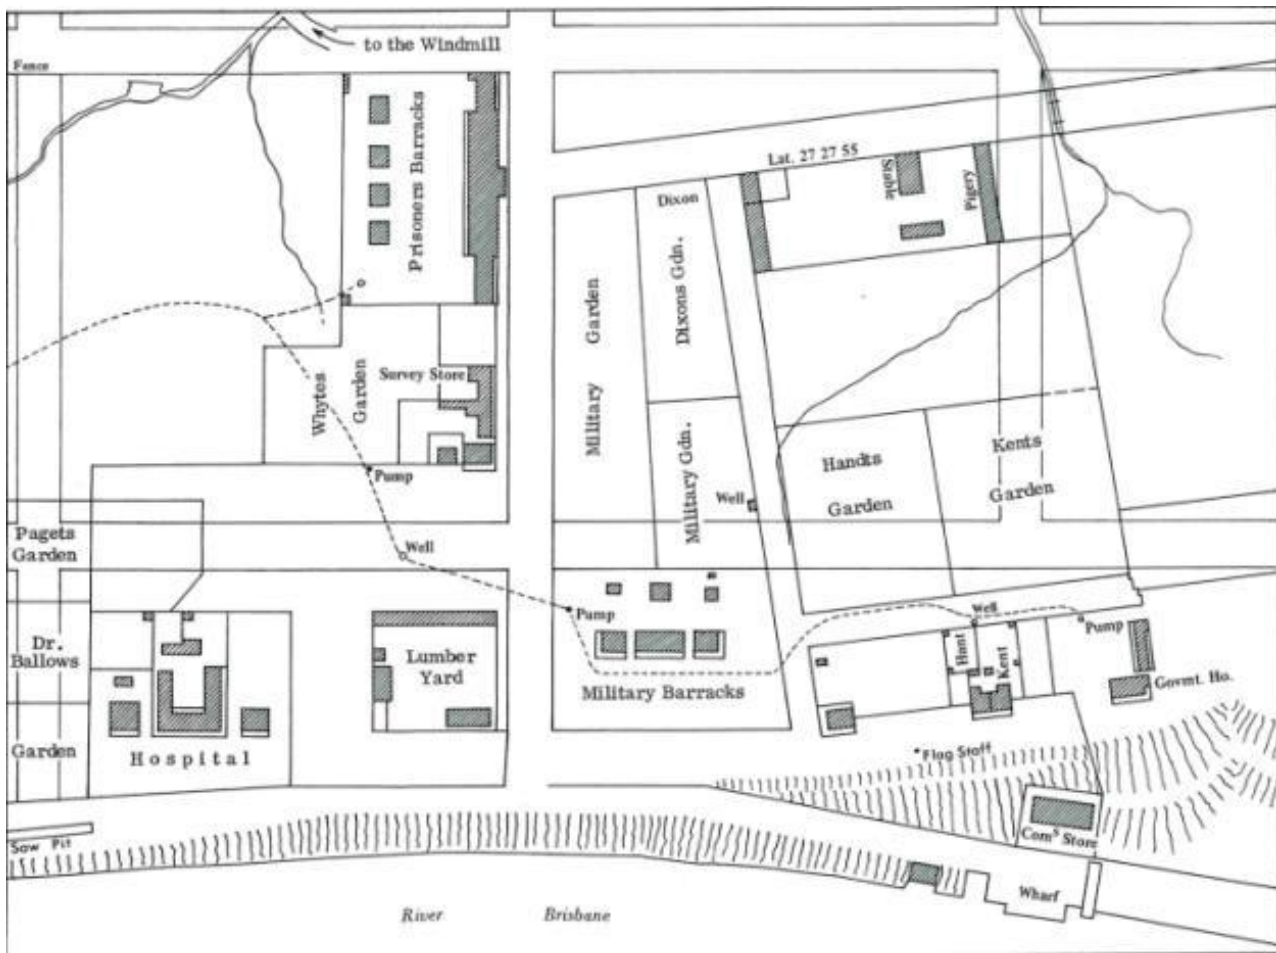 to the Windmill
Fence
Prisoners Barracks
Lat. 27 27 55
Stable
Pigery
Dixon
Military Garden
Dixons Gdn.
Survey Store
Whytes Garden
Military Gdn.
Handts
Garden
Kents
Garden
Pump
Well
Pagets
Garden
Well
Pump
Well
Pump
Dr.
Ballows
Garden
Lumber
Yard
Military Barracks
Hant
Kent
Govmt. Ho.
Hospital
Flag Staff
Saw Pit
Comˢ Store
Wharf
River Brisbane